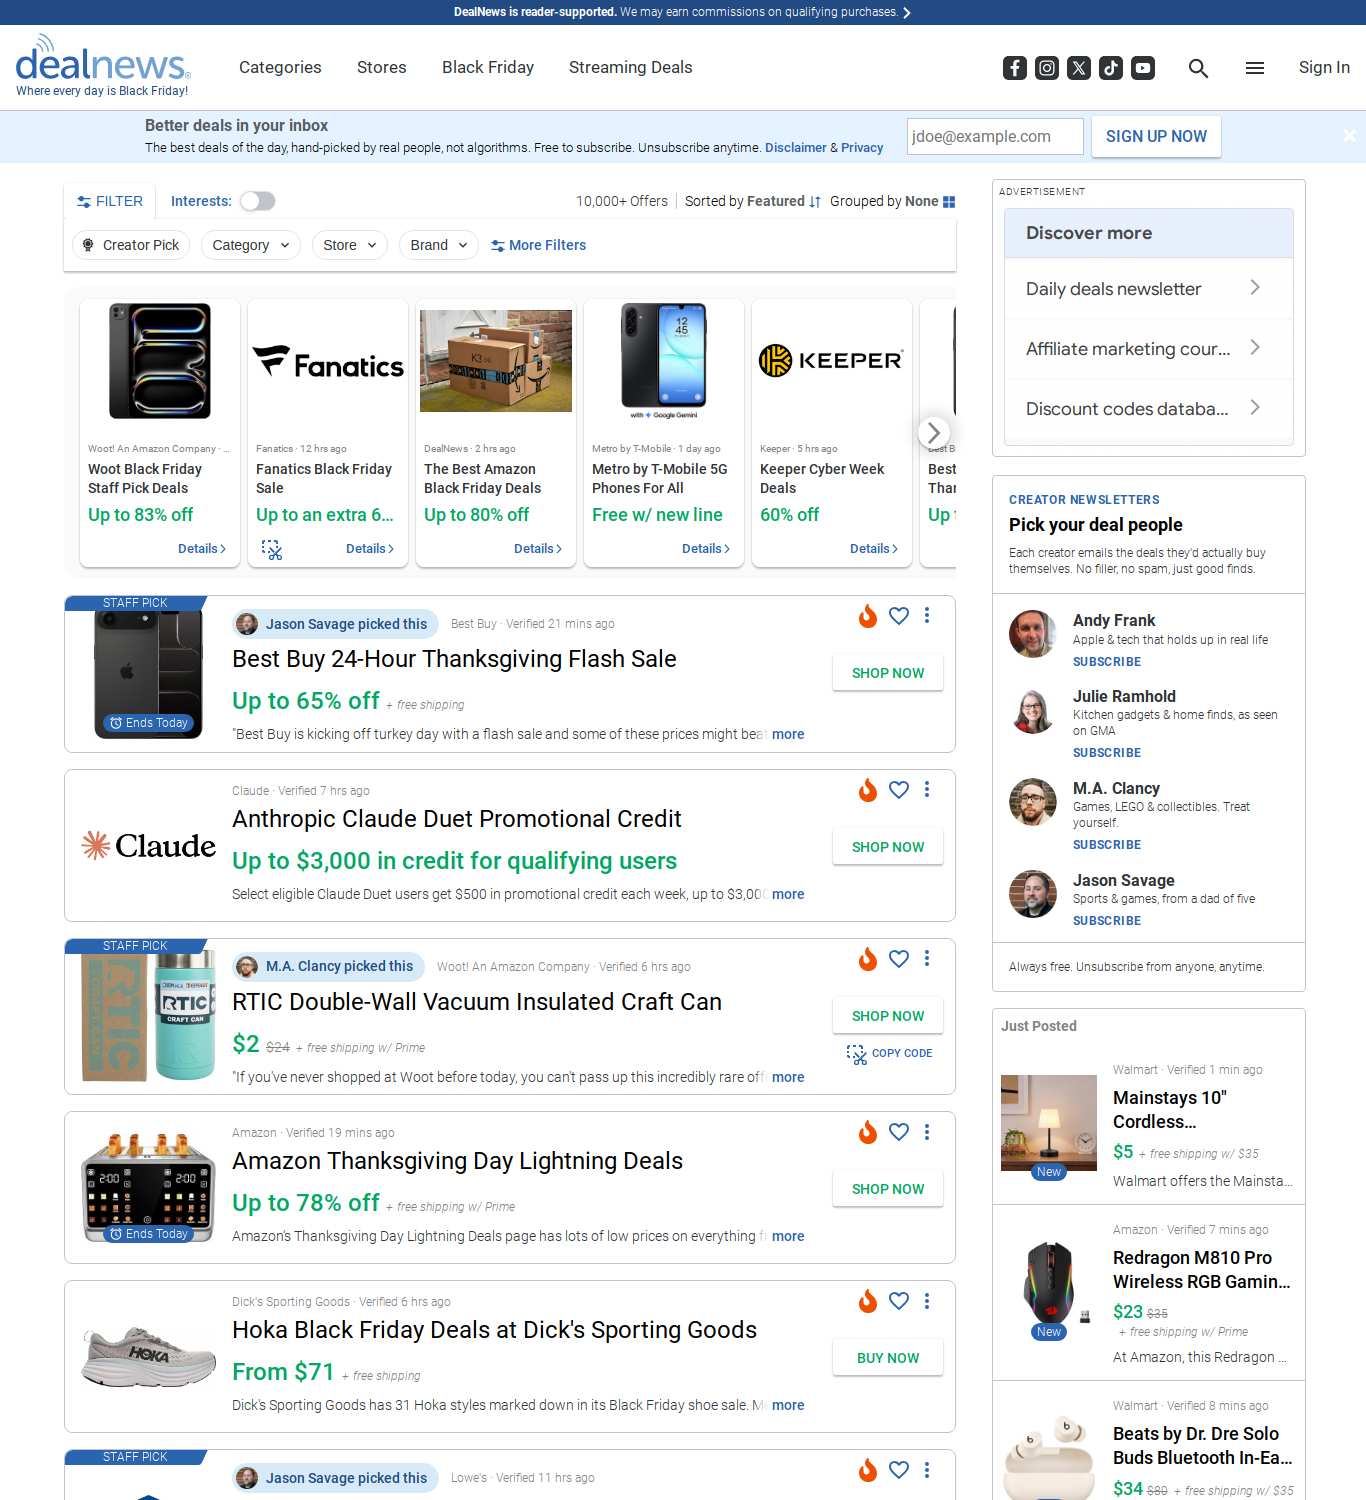 DealNews is reader-supported. We may earn commissions on qualifying purchases.
dealnews
Where every day is Black Friday!
Categories Stores Black Friday Streaming Deals
Sign In
Better deals in your inbox
The best deals of the day, hand-picked by real people, not algorithms. Free to subscribe. Unsubscribe anytime. Disclaimer & Privacy
jdoe@example.com
SIGN UP NOW
FILTER Interests:
10,000+ Offers Sorted by Featured Grouped by None
Creator Pick Category Store Brand More Filters
Woot! An Amazon Company · ...
Woot Black Friday
Staff Pick Deals
Up to 83% off
Details
Fanatics
Fanatics · 12 hrs ago
Fanatics Black Friday
Sale
Up to an extra 6...
Details
DealNews · 2 hrs ago
The Best Amazon
Black Friday Deals
Up to 80% off
Details
12
45
with Google Gemini
Metro by T-Mobile · 1 day ago
Metro by T-Mobile 5G
Phones For All
Free w/ new line
Details
KEEPER
Keeper · 5 hrs ago
Keeper Cyber Week
Deals
60% off
Details
Best B
Best
Than
Up t
STAFF PICK
Ends Today
Jason Savage picked this
Best Buy · Verified 21 mins ago
Best Buy 24-Hour Thanksgiving Flash Sale
Up to 65% off + free shipping
"Best Buy is kicking off turkey day with a flash sale and some of these prices might beat more
SHOP NOW
Claude
Claude · Verified 7 hrs ago
Anthropic Claude Duet Promotional Credit
Up to $3,000 in credit for qualifying users
Select eligible Claude Duet users get $500 in promotional credit each week, up to $3,000 more
SHOP NOW
STAFF PICK
RTIC
RTIC
CRAFT CAN
M.A. Clancy picked this
Woot! An Amazon Company · Verified 6 hrs ago
RTIC Double-Wall Vacuum Insulated Craft Can
$2 $24 + free shipping w/ Prime
"If you've never shopped at Woot before today, you can't pass up this incredibly rare off more
SHOP NOW
COPY CODE
2:00 2:00
Ends Today
Amazon · Verified 19 mins ago
Amazon Thanksgiving Day Lightning Deals
Up to 78% off + free shipping w/ Prime
Amazon's Thanksgiving Day Lightning Deals page has lots of low prices on everything f more
SHOP NOW
HOKA
Dick's Sporting Goods · Verified 6 hrs ago
Hoka Black Friday Deals at Dick's Sporting Goods
From $71 + free shipping
Dick's Sporting Goods has 31 Hoka styles marked down in its Black Friday shoe sale. M more
BUY NOW
STAFF PICK
Jason Savage picked this
Lowe's · Verified 11 hrs ago
ADVERTISEMENT
Discover more
Daily deals newsletter
Affiliate marketing cour...
Discount codes databa...
CREATOR NEWSLETTERS
Pick your deal people
Each creator emails the deals they'd actually buy
themselves. No filler, no spam, just good finds.
Andy Frank
Apple & tech that holds up in real life
SUBSCRIBE
Julie Ramhold
Kitchen gadgets & home finds, as seen
on GMA
SUBSCRIBE
M.A. Clancy
Games, LEGO & collectibles. Treat
yourself.
SUBSCRIBE
Jason Savage
Sports & games, from a dad of five
SUBSCRIBE
Always free. Unsubscribe from anyone, anytime.
Just Posted
New
Walmart · Verified 1 min ago
Mainstays 10"
Cordless...
$5 + free shipping w/ $35
Walmart offers the Mainsta...
New
Amazon · Verified 7 mins ago
Redragon M810 Pro
Wireless RGB Gamin...
$23 $35
+ free shipping w/ Prime
At Amazon, this Redragon ...
Walmart · Verified 8 mins ago
Beats by Dr. Dre Solo
Buds Bluetooth In-Ea...
$34 $80 + free shipping w/ $35